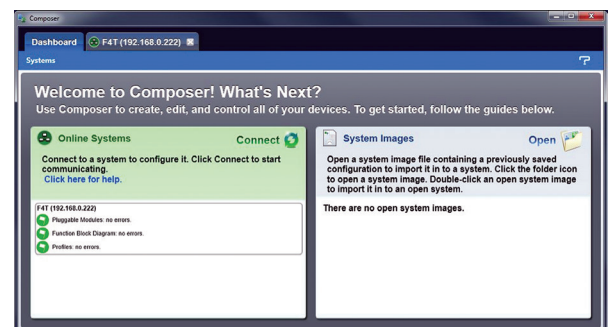 Composer
Dashboard
F4T (192.168.0.222)
Systems
?
Welcome to Composer! What's Next?
Use Composer to create, edit, and control all of your devices. To get started, follow the guides below.
Online Systems
Connect
Connect to a system to configure it. Click Connect to start
communicating.
Click here for help.
F4T (192.168.0.222)
Pluggable Modules: no errors.
Function Block Diagram: no errors.
Profiles: no errors.
System Images
Open
Open a system image file containing a previously saved
configuration to import it in to a system. Click the folder icon
to open a system image. Double-click an open system image
to import it in to an open system.
There are no open system images.